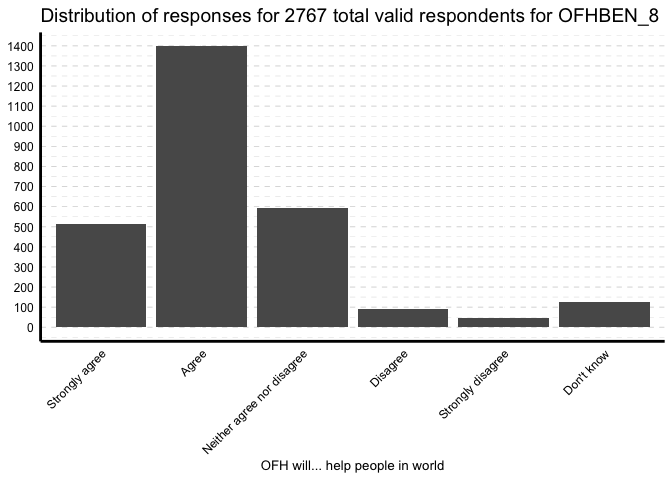 Distribution of responses for 2767 total valid respondents for OFHBEN_8
1400
1300
1200
1100
1000
900
800
700
600
500
400
300
200
100
0
Strongly agree
Agree
Neither agree nor disagree
Disagree
Strongly disagree
Don't know
OFH will... help people in world